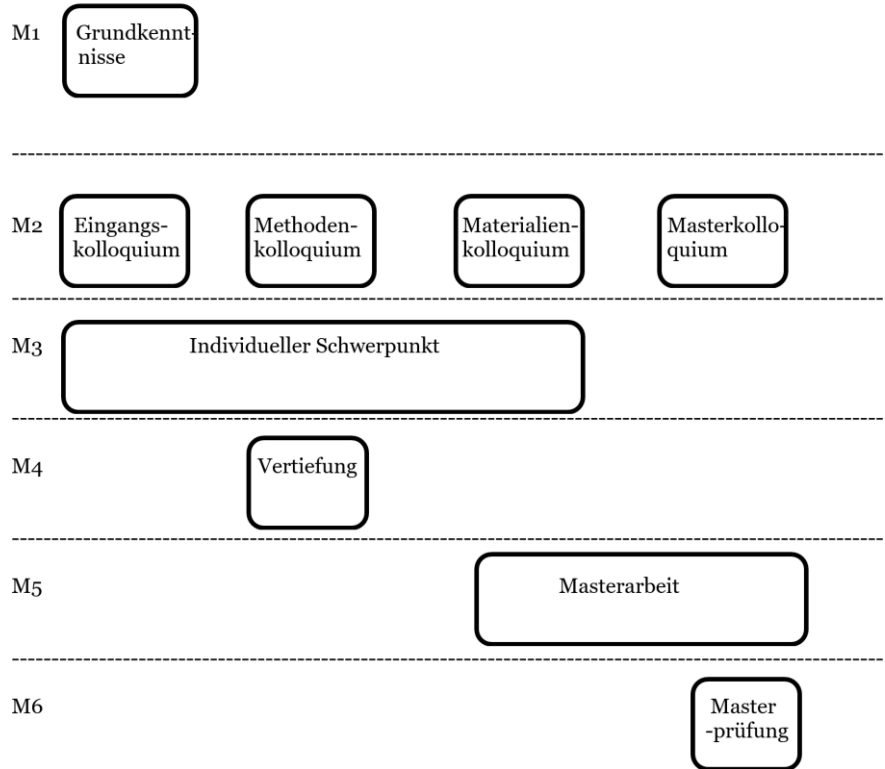 M1 Grundkennt-
nisse
M2 Eingangs- Methoden- Materialien- Masterkollo-
kolloquium kolloquium kolloquium quium
M3 Individueller Schwerpunkt
M4 Vertiefung
M5 Masterarbeit
M6 Master
-prüfung